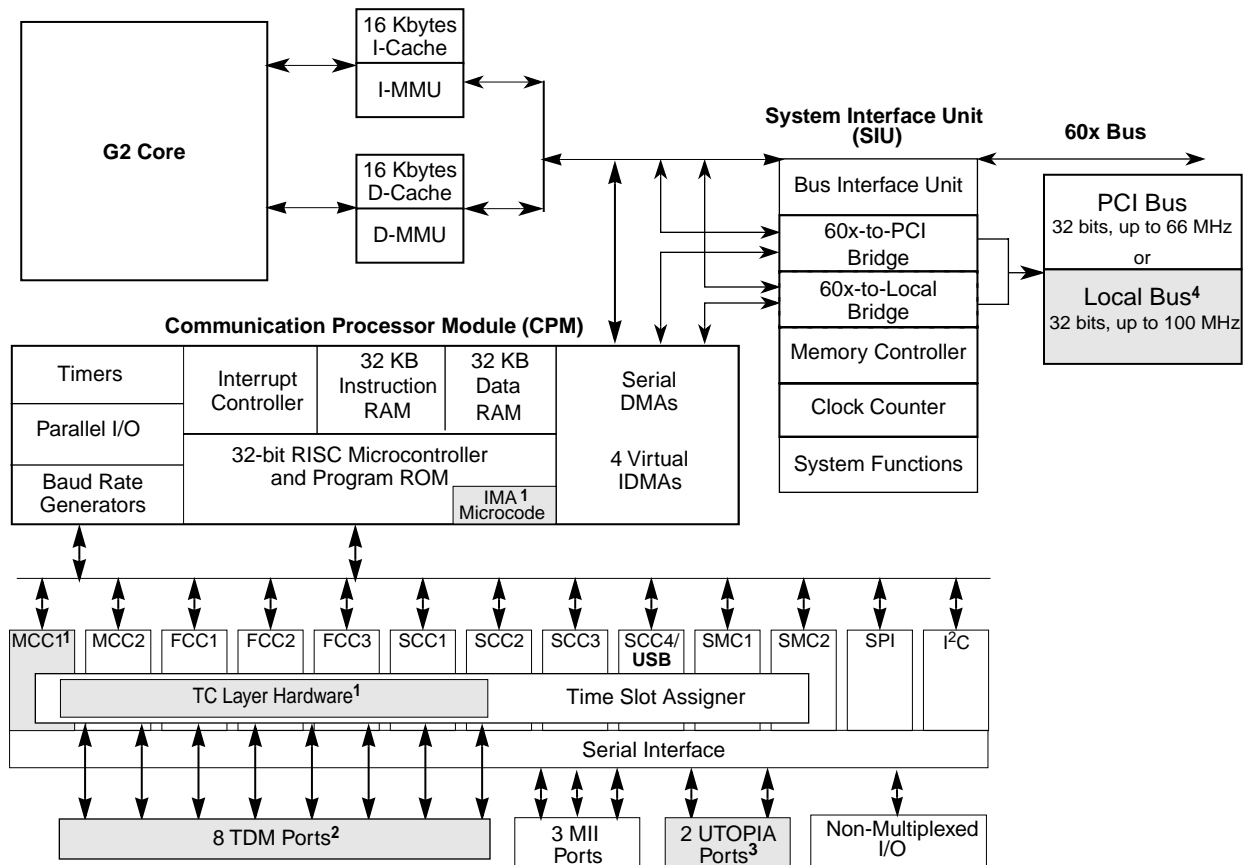 16 Kbytes
I-Cache
I-MMU
G2 Core
16 Kbytes
D-Cache
D-MMU
System Interface Unit
(SIU)
60x Bus
Bus Interface Unit
60x-to-PCI
Bridge
60x-to-Local
Bridge
Memory Controller
Clock Counter
System Functions
PCI Bus
32 bits, up to 66 MHz
or
Local Bus⁴
32 bits, up to 100 MHz
Communication Processor Module (CPM)
Timers
Parallel I/O
Baud Rate
Generators
Interrupt
Controller
32 KB
Instruction
RAM
32 KB
Data
RAM
32-bit RISC Microcontroller
and Program ROM
IMA¹
Microcode
Serial
DMAs
4 Virtual
IDMAs
MCC1¹
MCC2
FCC1
FCC2
FCC3
SCC1
SCC2
SCC3
SCC4/
USB
SMC1
SMC2
SPI
I²C
TC Layer Hardware¹
Time Slot Assigner
Serial Interface
8 TDM Ports²
3 MII
Ports
2 UTOPIA
Ports³
Non-Multiplexed
I/O